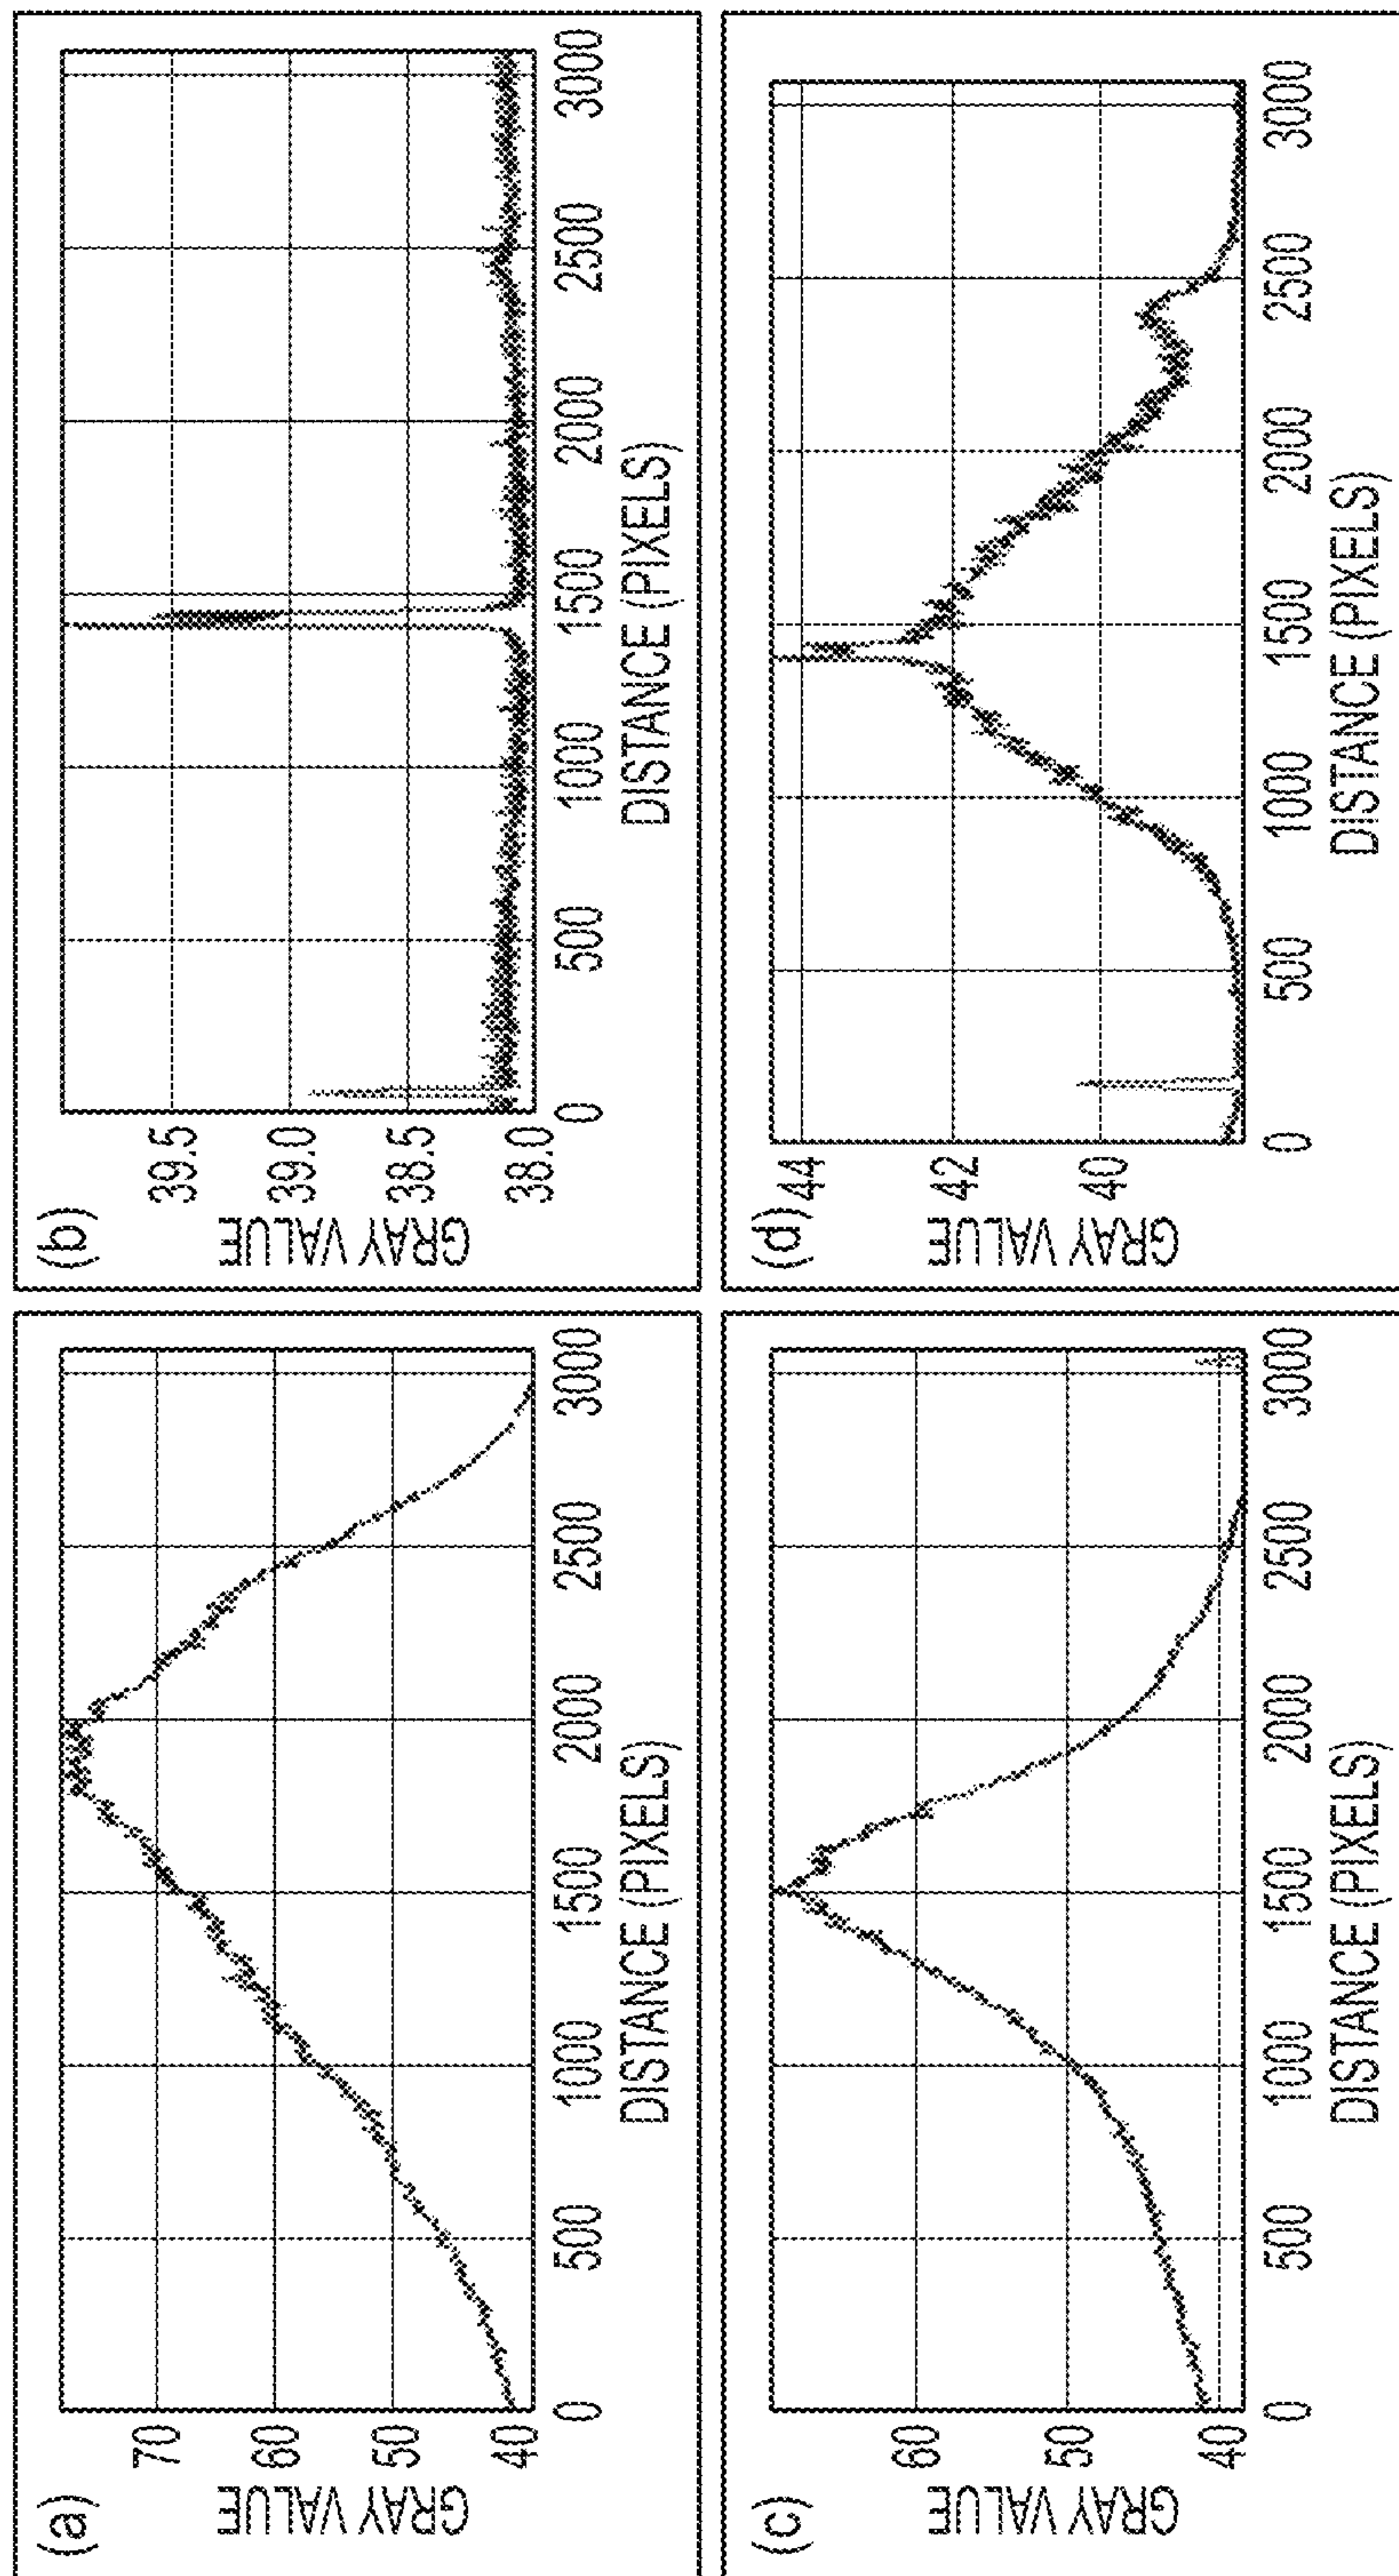 (a)
GRAY VALUE
70
60
50
40
0 500 1000 1500 2000 2500 3000
DISTANCE (PIXELS)
(b)
GRAY VALUE
39.5
39.0
38.5
38.0
0 500 1000 1500 2000 2500 3000
DISTANCE (PIXELS)
(c)
GRAY VALUE
60
50
40
0 500 1000 1500 2000 2500 3000
DISTANCE (PIXELS)
(d)
GRAY VALUE
44
42
40
0 500 1000 1500 2000 2500 3000
DISTANCE (PIXELS)